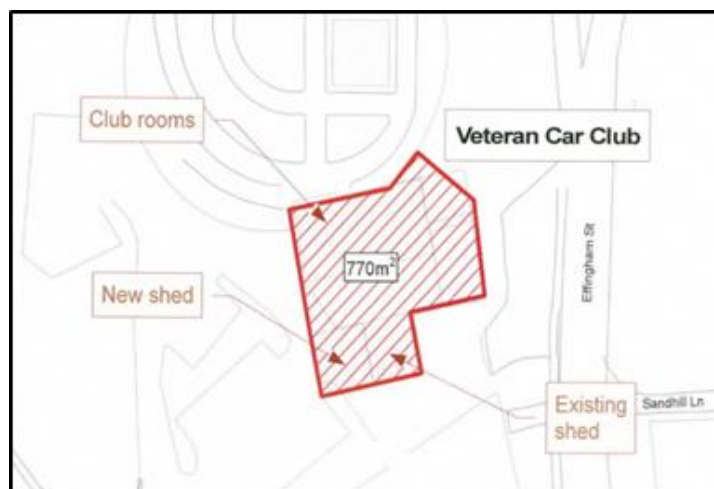 Club rooms
Veteran Car Club
770m²
Effingham St
New shed
Existing
shed
Sandhill Ln